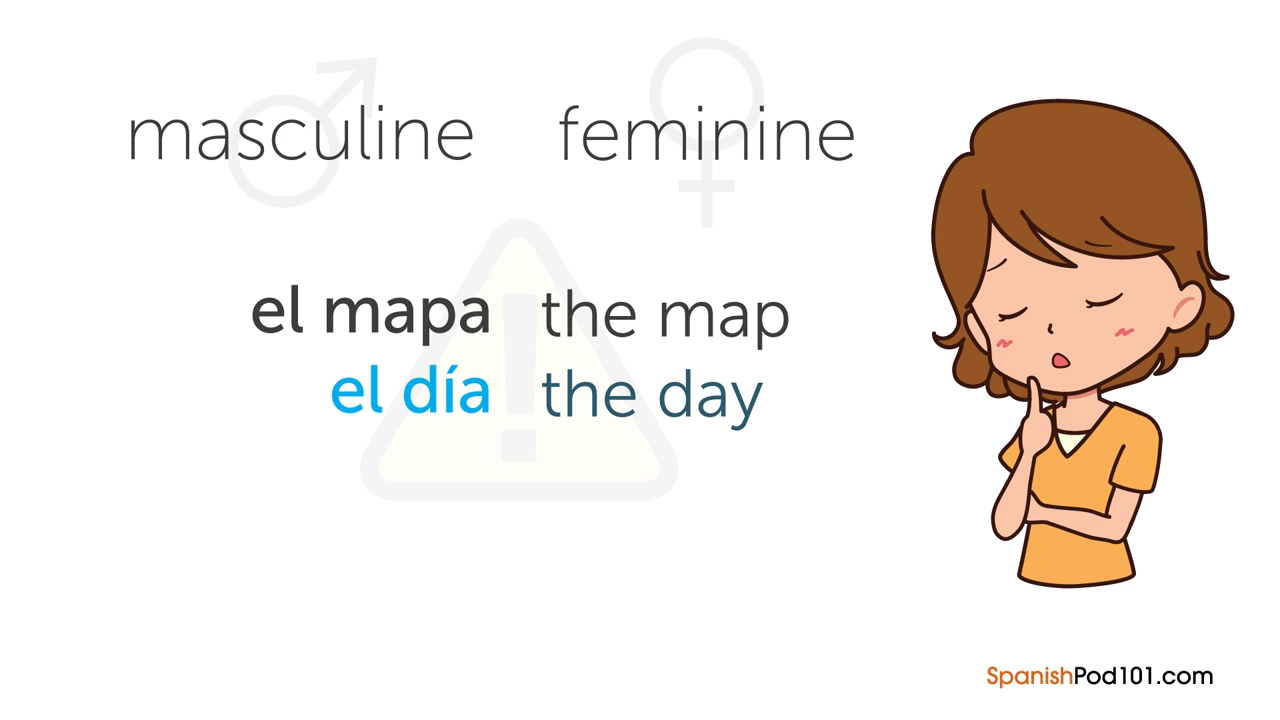 masculine feminine
el mapa the map
el día the day
SpanishPod101.com